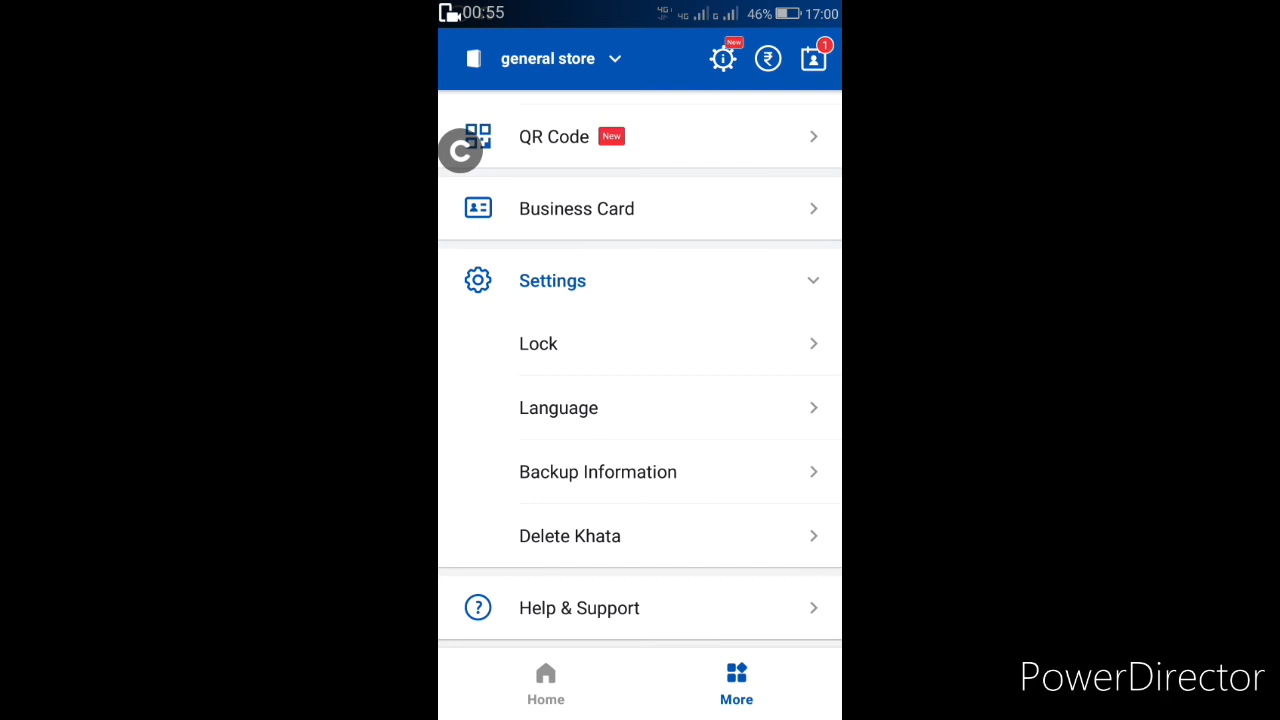 00:55
46%
17:00
general store
New
₹
1
QR Code New
C
Business Card
Settings
Lock
Language
Backup Information
Delete Khata
? Help & Support
Home
More
PowerDirector